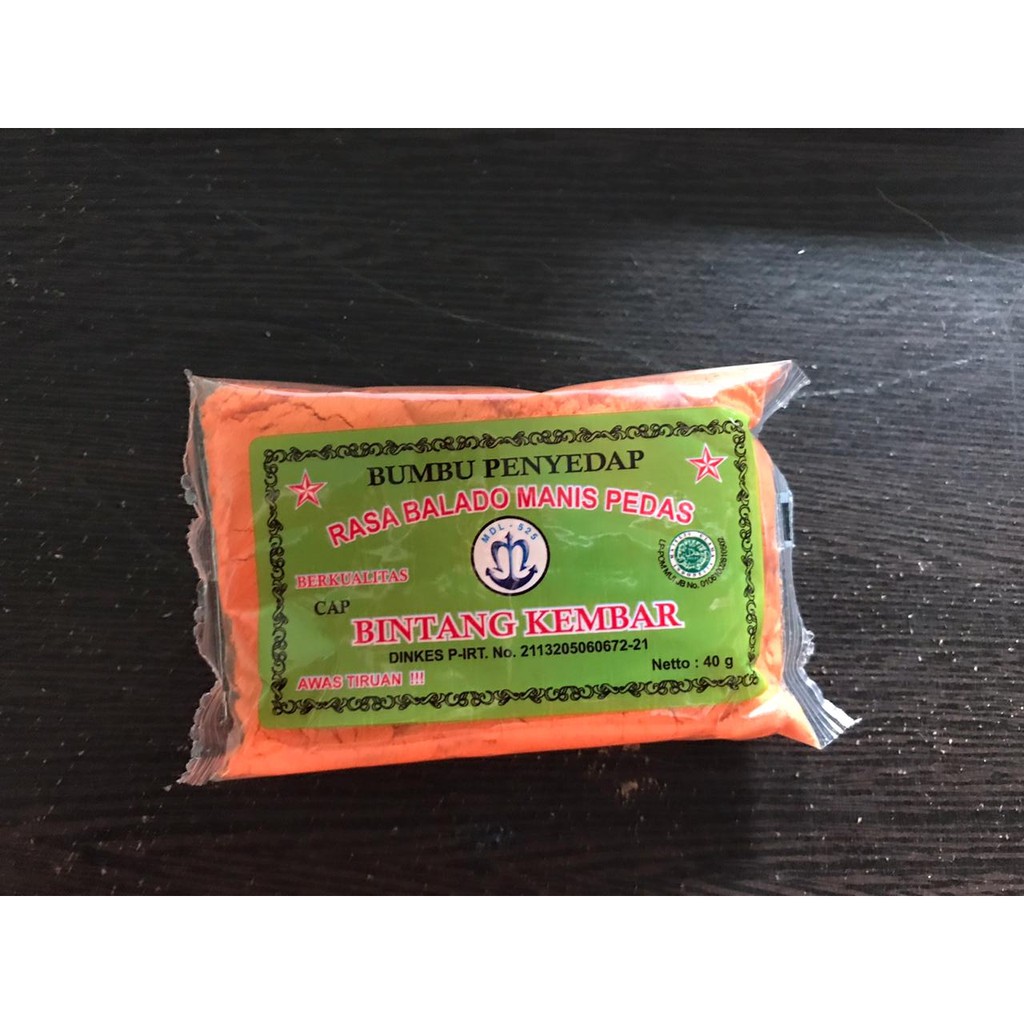 BUMBU PENYEDAP
RASA BALADO MANIS PEDAS
MDL - 525
BERKUALITAS
CAP
BINTANG KEMBAR
DINKES P-IRT. No. 2113205060672-21
Netto : 40 g
AWAS TIRUAN !!!